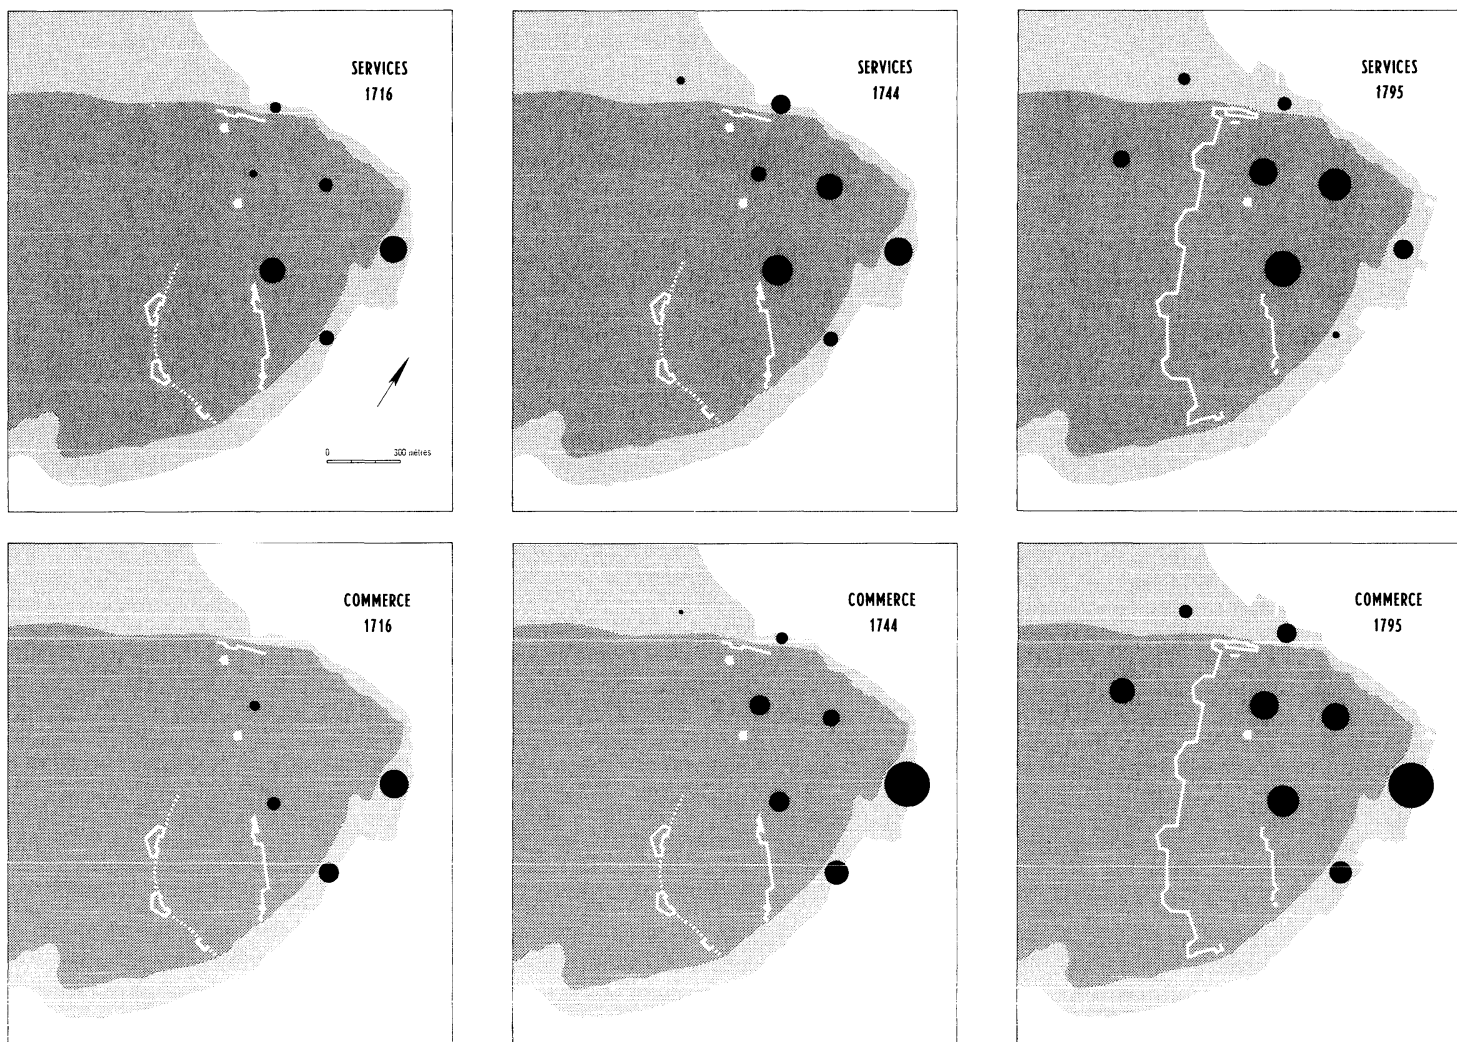 SERVICES
1716
0 300 mètres
SERVICES
1744
SERVICES
1795
COMMERCE
1716
COMMERCE
1744
COMMERCE
1795